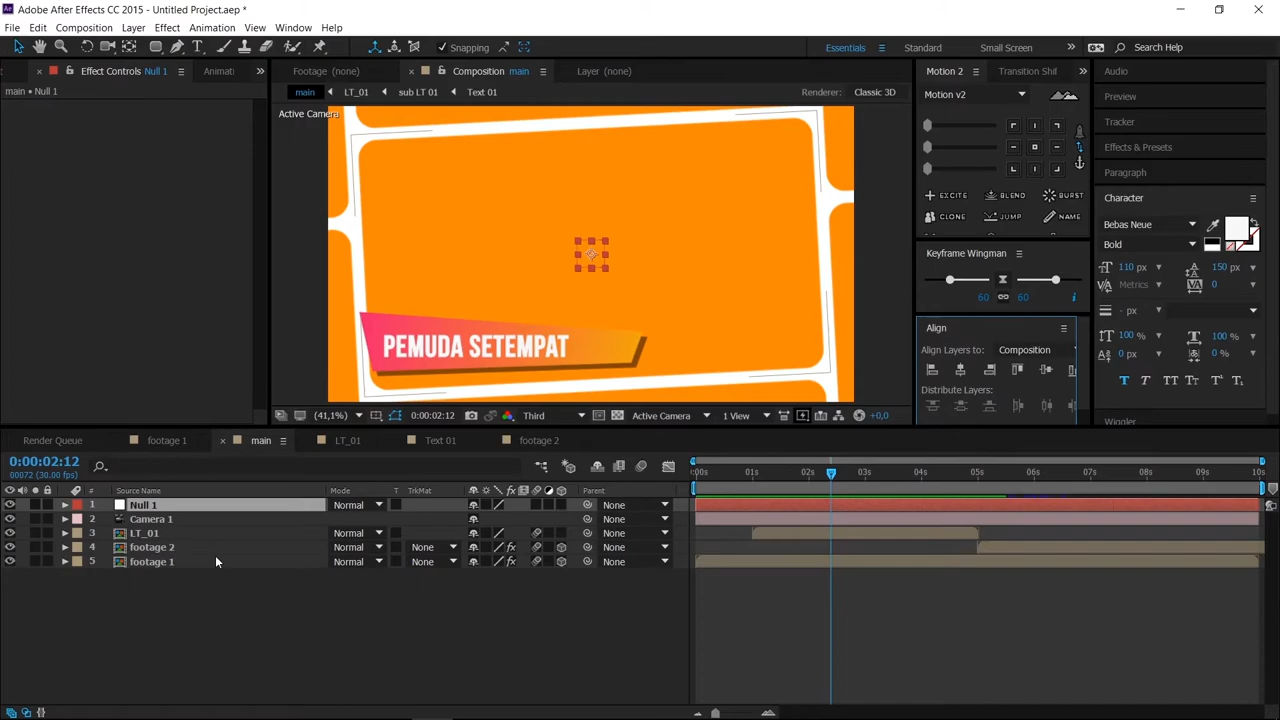 Adobe After Effects CC 2015 - Untitled Project.aep *
File Edit Composition Layer Effect Animation View Window Help
Snapping
Essentials Standard Small Screen Search Help
Effect Controls Null 1
Animati
Footage (none)
Composition main
Layer (none)
Motion 2
Transition Shil
Audio
main • Null 1
main LT_01 sub LT 01 Text 01
Renderer: Classic 3D
Motion v2
Preview
Active Camera
Tracker
Effects & Presets
Paragraph
EXCITE BLEND BURST
CLONE JUMP NAME
Character
Bebas Neue
Bold
Keyframe Wingman
110 px 150 px
Metrics 0
60 60
- px
Align
100 % 100 %
Align Layers to: Composition
0 px 0 %
T T TT Tт T¹ T₁
Distribute Layers:
Wiggler
PEMUDA SETEMPAT
(41,1%) 0:00:02:12 Third Active Camera 1 View +0,0
Render Queue footage 1 main LT_01 Text 01 footage 2
0:00:02:12
00072 (30.00 fps)
:00s 01s 02s 03s 04s 05s 06s 07s 08s 09s 10s
# Source Name Mode T TrkMat Parent
1 Null 1 Normal None
2 Camera 1 None
3 LT_01 Normal None
4 footage 2 Normal None None
5 footage 1 Normal None None